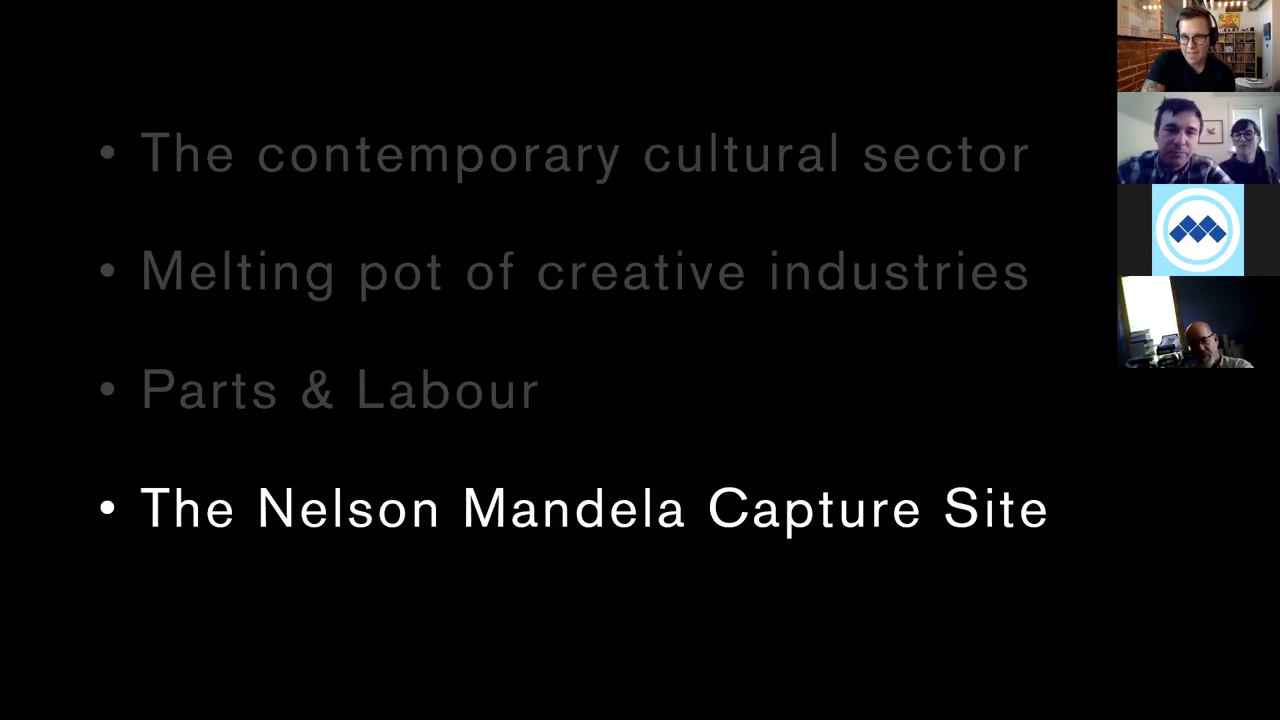 • The contemporary cultural sector
• Melting pot of creative industries
• Parts & Labour
• The Nelson Mandela Capture Site